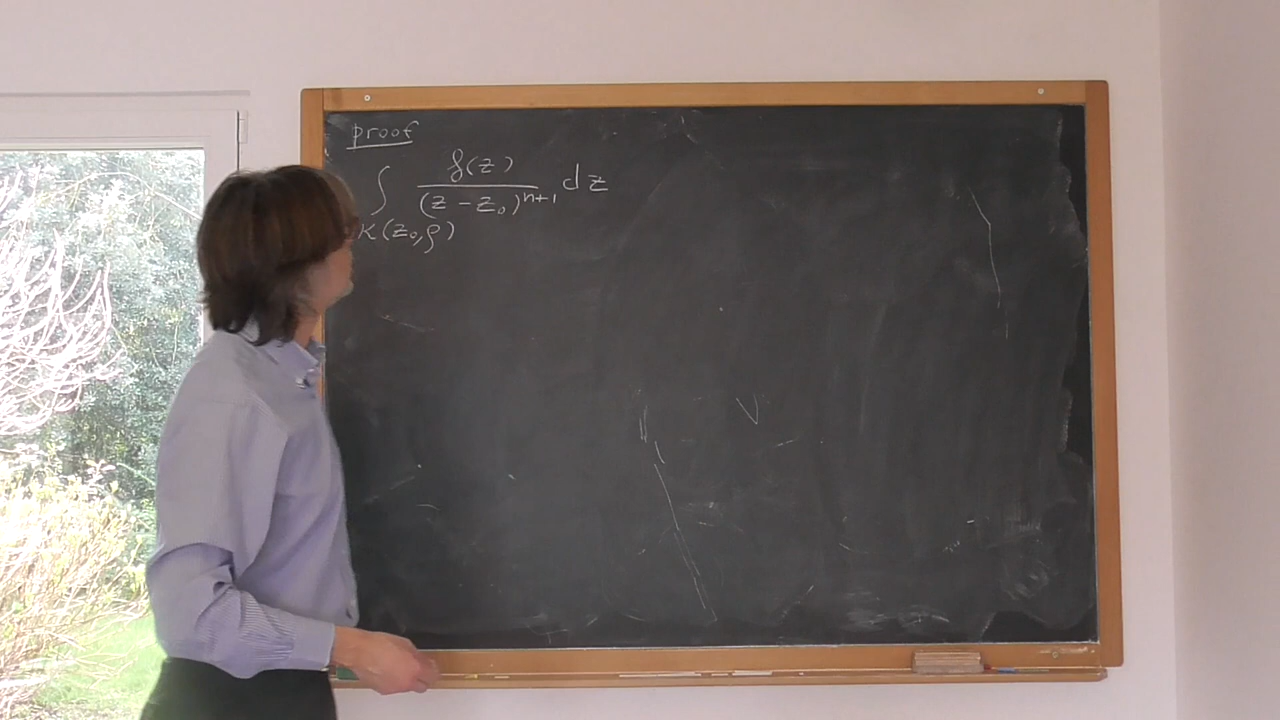 proof
∫ f(z) / (z - z₀)ⁿ⁺¹ dz
K(z₀,ρ)